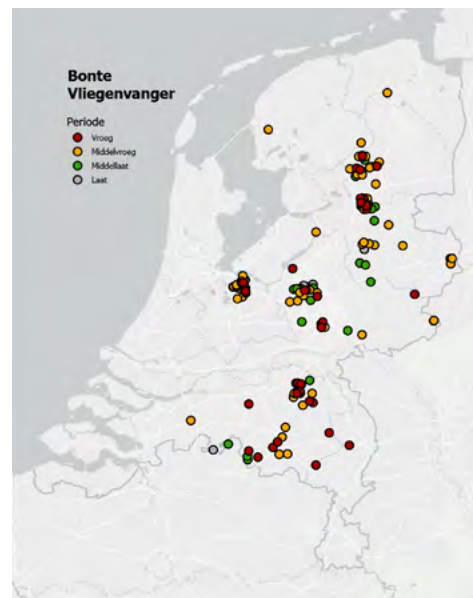 Bonte
Vliegenvanger
Periode
Vroeg
Middelvroeg
Middellaat
Laat